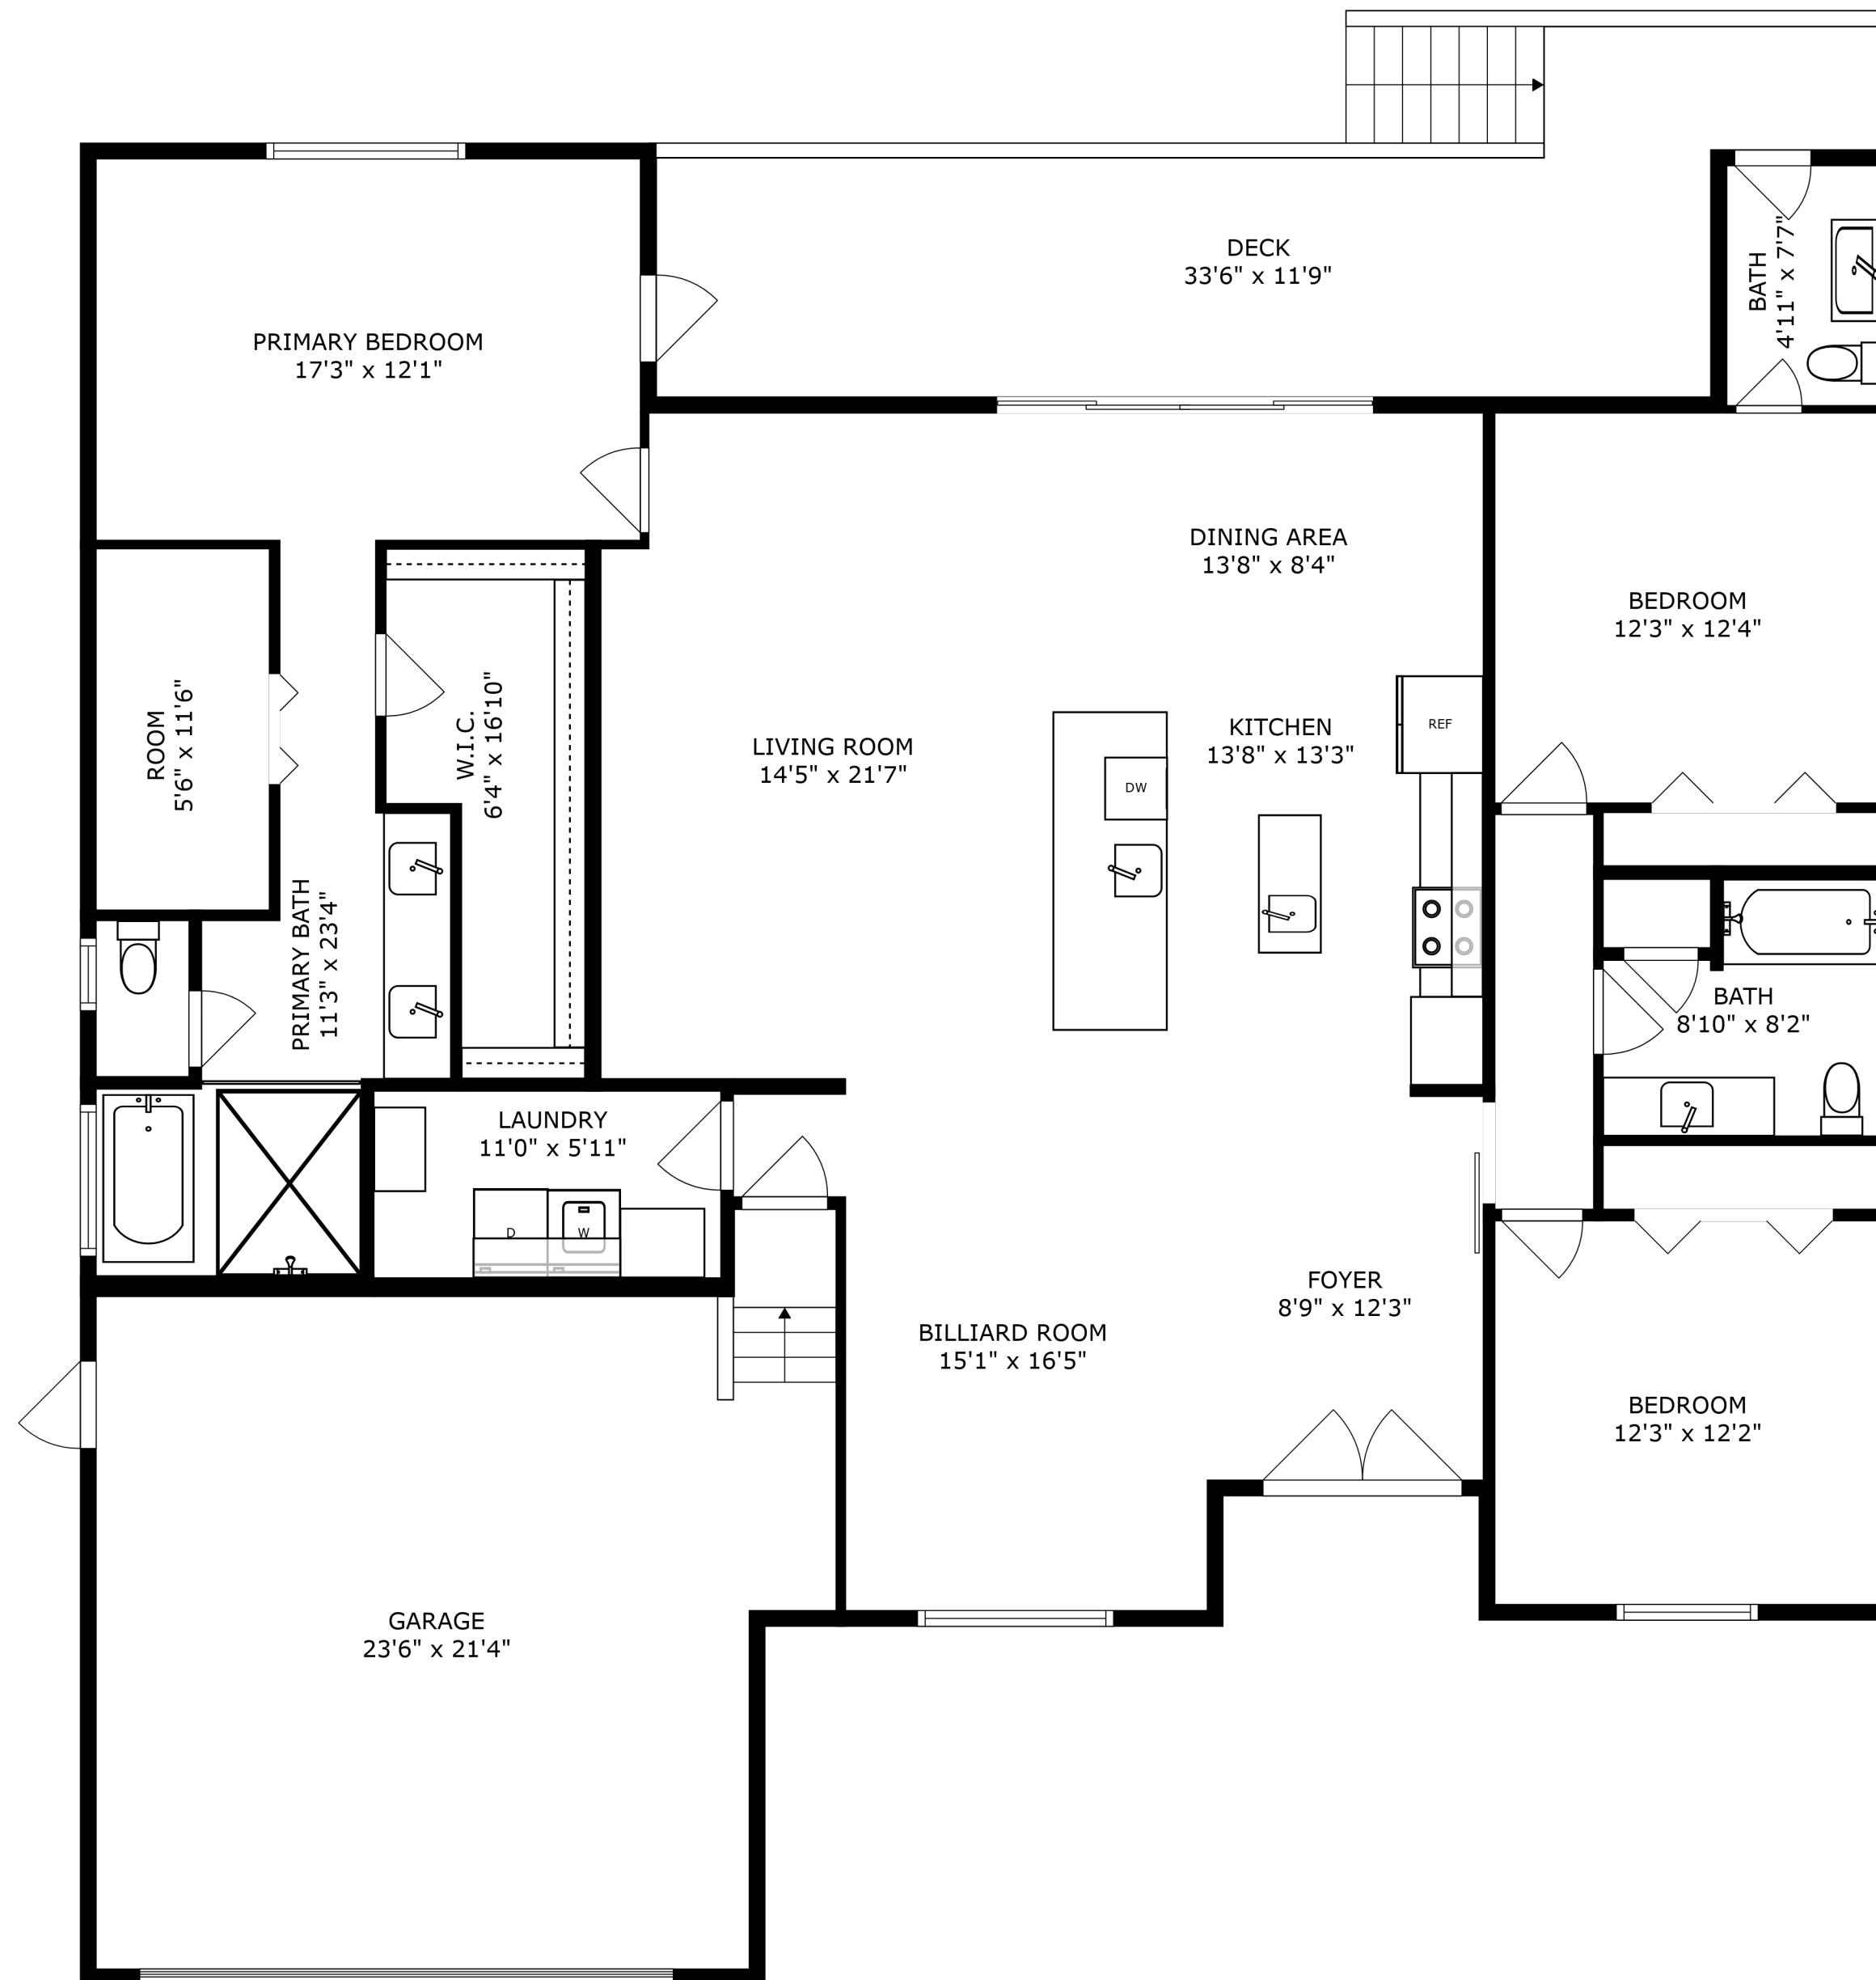 DECK
33'6" x 11'9"
BATH
4'11" x 7'7"
PRIMARY BEDROOM
17'3" x 12'1"
DINING AREA
13'8" x 8'4"
BEDROOM
12'3" x 12'4"
ROOM
5'6" x 11'6"
W.I.C.
6'4" x 16'10"
LIVING ROOM
14'5" x 21'7"
KITCHEN
13'8" x 13'3"
REF
DW
PRIMARY BATH
11'3" x 23'4"
BATH
8'10" x 8'2"
LAUNDRY
11'0" x 5'11"
D
W
FOYER
8'9" x 12'3"
BILLIARD ROOM
15'1" x 16'5"
BEDROOM
12'3" x 12'2"
GARAGE
23'6" x 21'4"